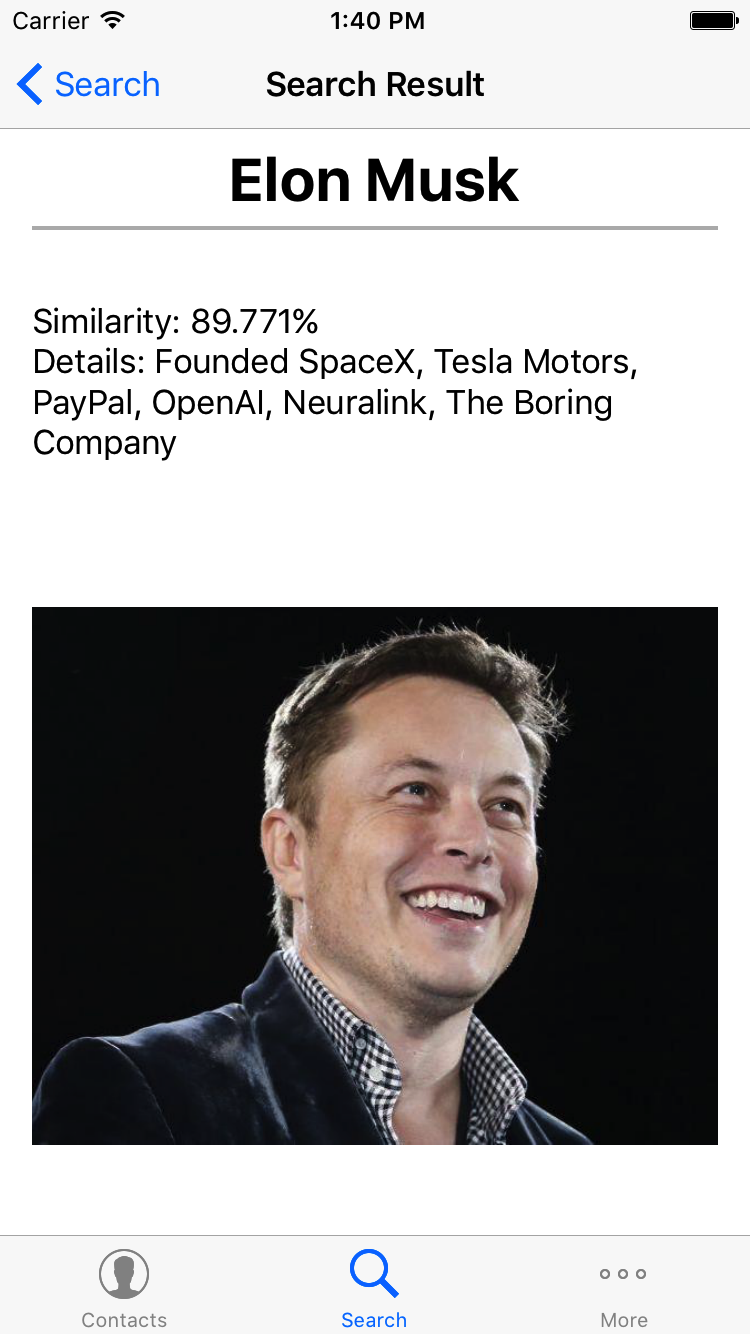 Carrier 1:40 PM
Search Search Result
Elon Musk
Similarity: 89.771%
Details: Founded SpaceX, Tesla Motors,
PayPal, OpenAI, Neuralink, The Boring
Company
Contacts Search More